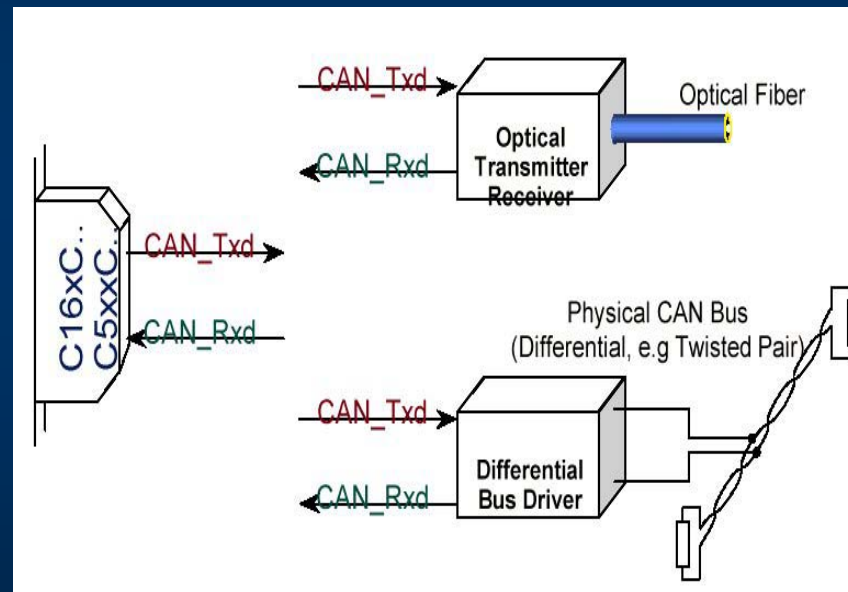 CAN_Txd
Optical Fiber
Optical
Transmitter
Receiver
CAN_Rxd
C16xC..
C5xxC..
CAN_Txd
CAN_Rxd
Physical CAN Bus
(Differential, e.g Twisted Pair)
CAN_Txd
Differential
Bus Driver
CAN_Rxd